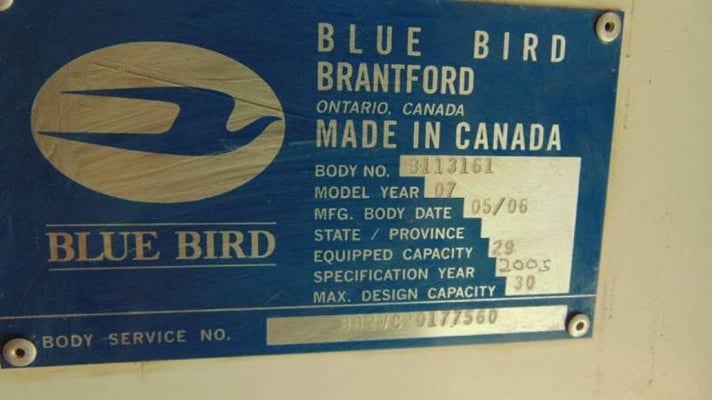 BLUE BIRD
BRANTFORD
ONTARIO, CANADA
MADE IN CANADA
BODY NO.
MODEL YEAR 07
MFG. BODY DATE 05/06
STATE / PROVINCE
EQUIPPED CAPACITY 29
SPECIFICATION YEAR 2005
MAX. DESIGN CAPACITY 30
BLUE BIRD
BODY SERVICE NO.